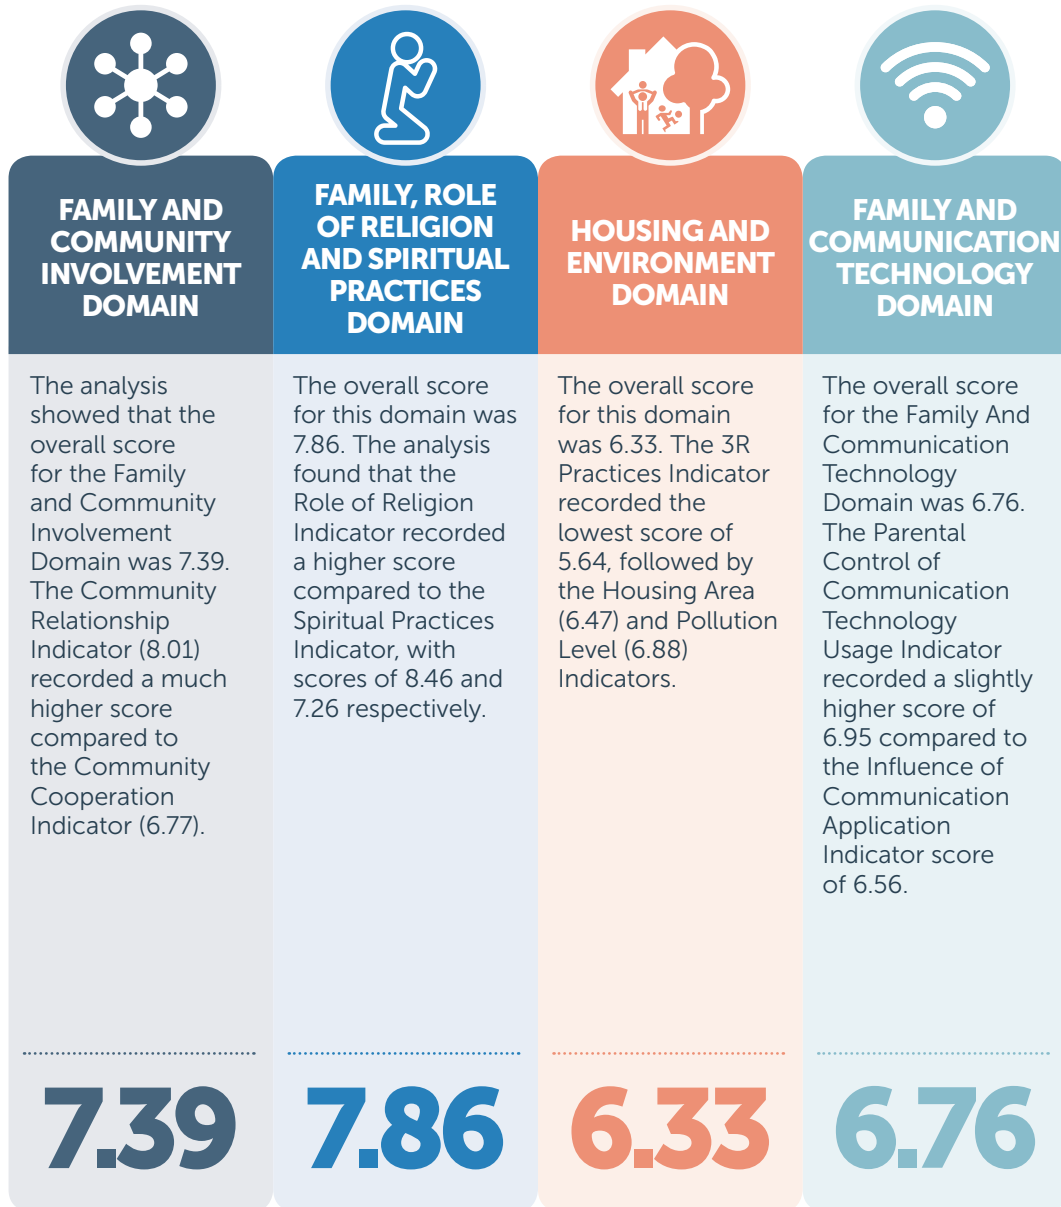 FAMILY AND
COMMUNITY
INVOLVEMENT
DOMAIN
The analysis
showed that the
overall score
for the Family
and Community
Involvement
Domain was 7.39.
The Community
Relationship
Indicator (8.01)
recorded a much
higher score
compared to
the Community
Cooperation
Indicator (6.77).
7.39
FAMILY, ROLE
OF RELIGION
AND SPIRITUAL
PRACTICES
DOMAIN
The overall score
for this domain was
7.86. The analysis
found that the
Role of Religion
Indicator recorded
a higher score
compared to the
Spiritual Practices
Indicator, with
scores of 8.46 and
7.26 respectively.
7.86
HOUSING AND
ENVIRONMENT
DOMAIN
The overall score
for this domain
was 6.33. The 3R
Practices Indicator
recorded the
lowest score of
5.64, followed by
the Housing Area
(6.47) and Pollution
Level (6.88)
Indicators.
6.33
FAMILY AND
COMMUNICATION
TECHNOLOGY
DOMAIN
The overall score
for the Family And
Communication
Technology
Domain was 6.76.
The Parental
Control of
Communication
Technology
Usage Indicator
recorded a slightly
higher score of
6.95 compared to
the Influence of
Communication
Application
Indicator score
of 6.56.
6.76